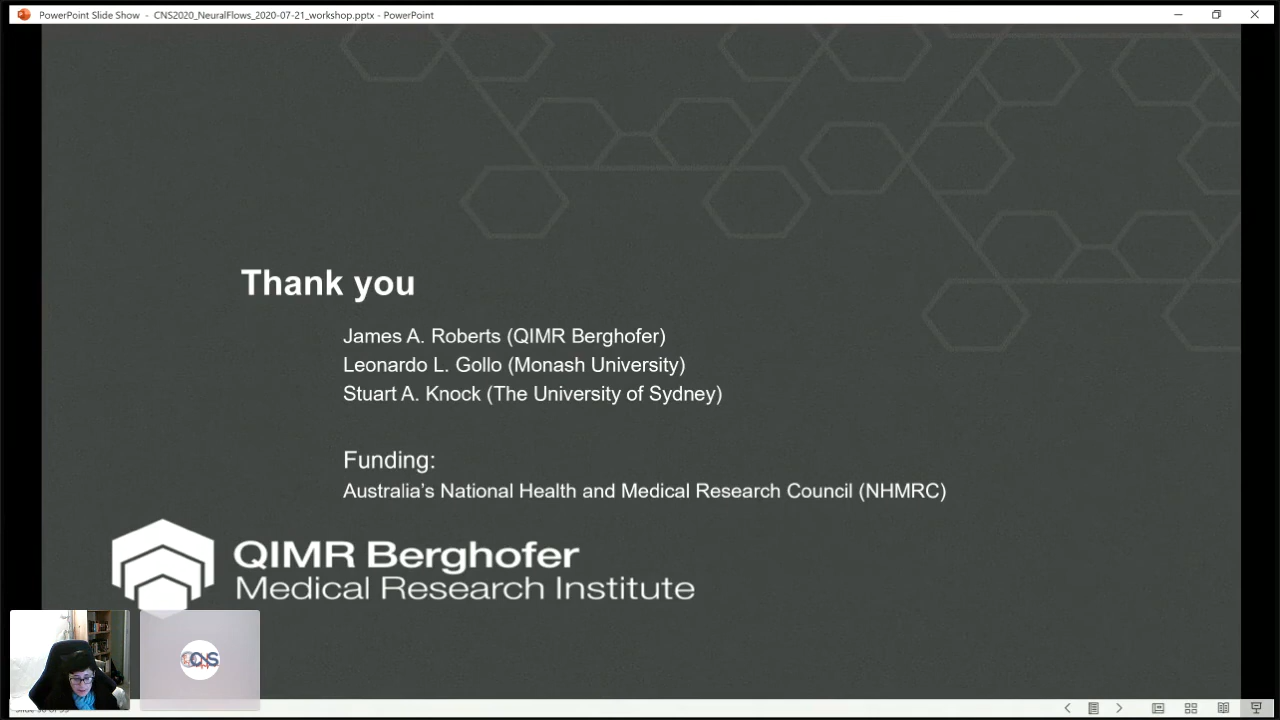 PowerPoint Slide Show - CNS2020_NeuralFlows_2020-07-21_workshop.pptx - PowerPoint
Thank you
James A. Roberts (QIMR Berghofer)
Leonardo L. Gollo (Monash University)
Stuart A. Knock (The University of Sydney)
Funding:
Australia's National Health and Medical Research Council (NHMRC)
QIMR Berghofer
Medical Research Institute
CNS